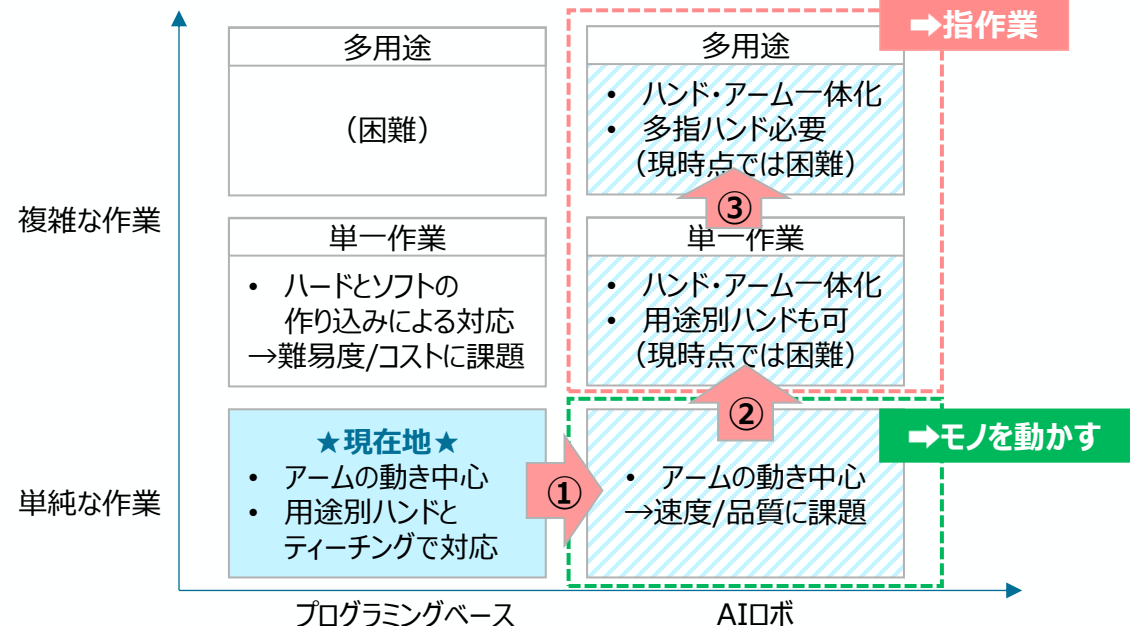 ➡指作業
多用途
(困難)
多用途
• ハンド・アーム一体化
• 多指ハンド必要
(現時点では困難)
③
複雑な作業
単一作業
• ハードとソフトの
作り込みによる対応
→難易度/コストに課題
単一作業
• ハンド・アーム一体化
• 用途別ハンドも可
(現時点では困難)
②
➡モノを動かす
単純な作業
★現在地★
• アームの動き中心
• 用途別ハンドと
ティーチングで対応
①
• アームの動き中心
→速度/品質に課題
プログラミングベース
AIロボ